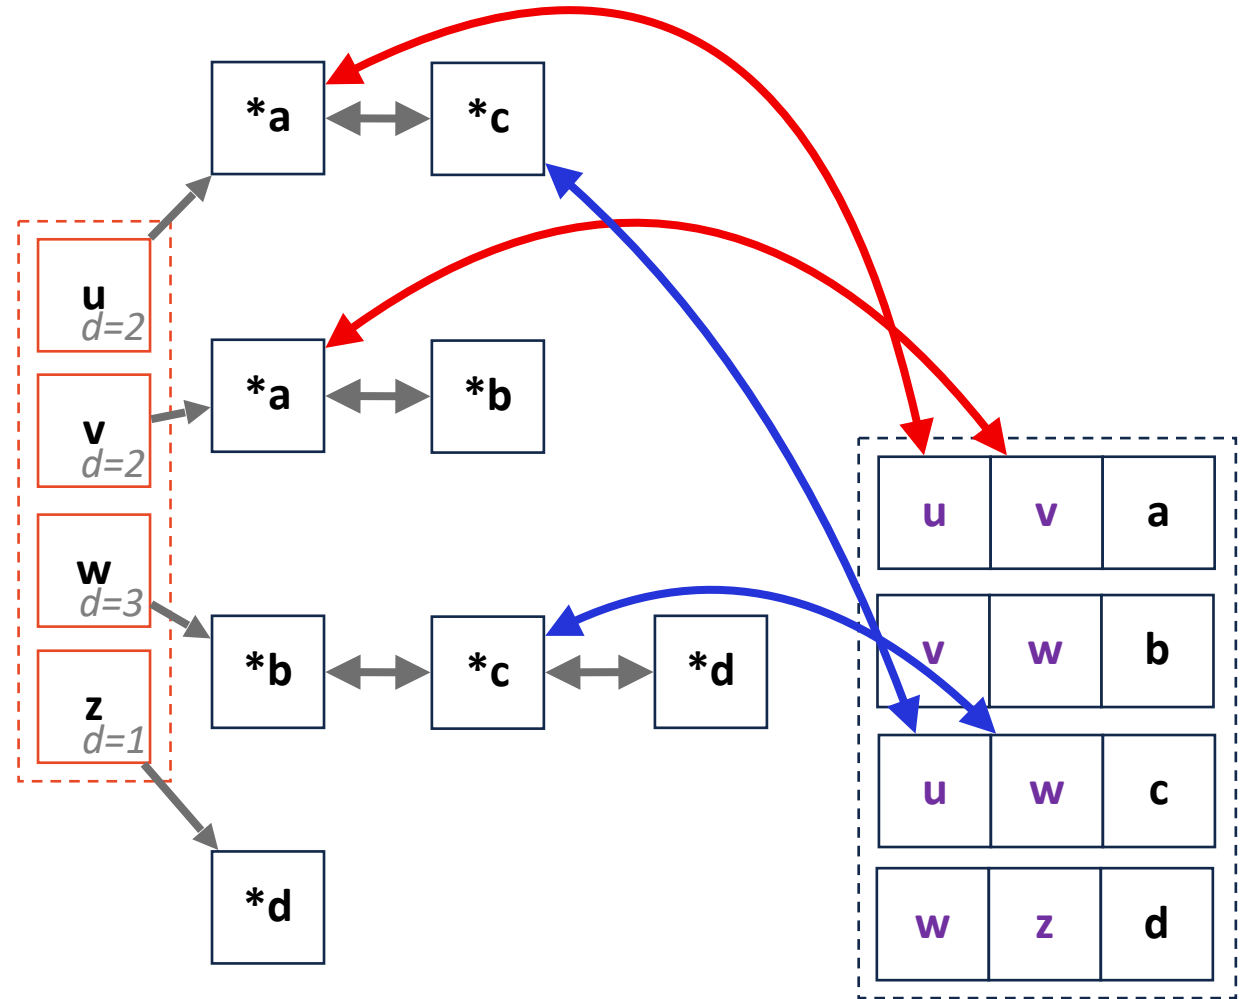 *a *c
u
d=2
*a *b
v
d=2
u v a
w
d=3
*b *c *d
v w b
z
d=1
u w c
*d
w z d